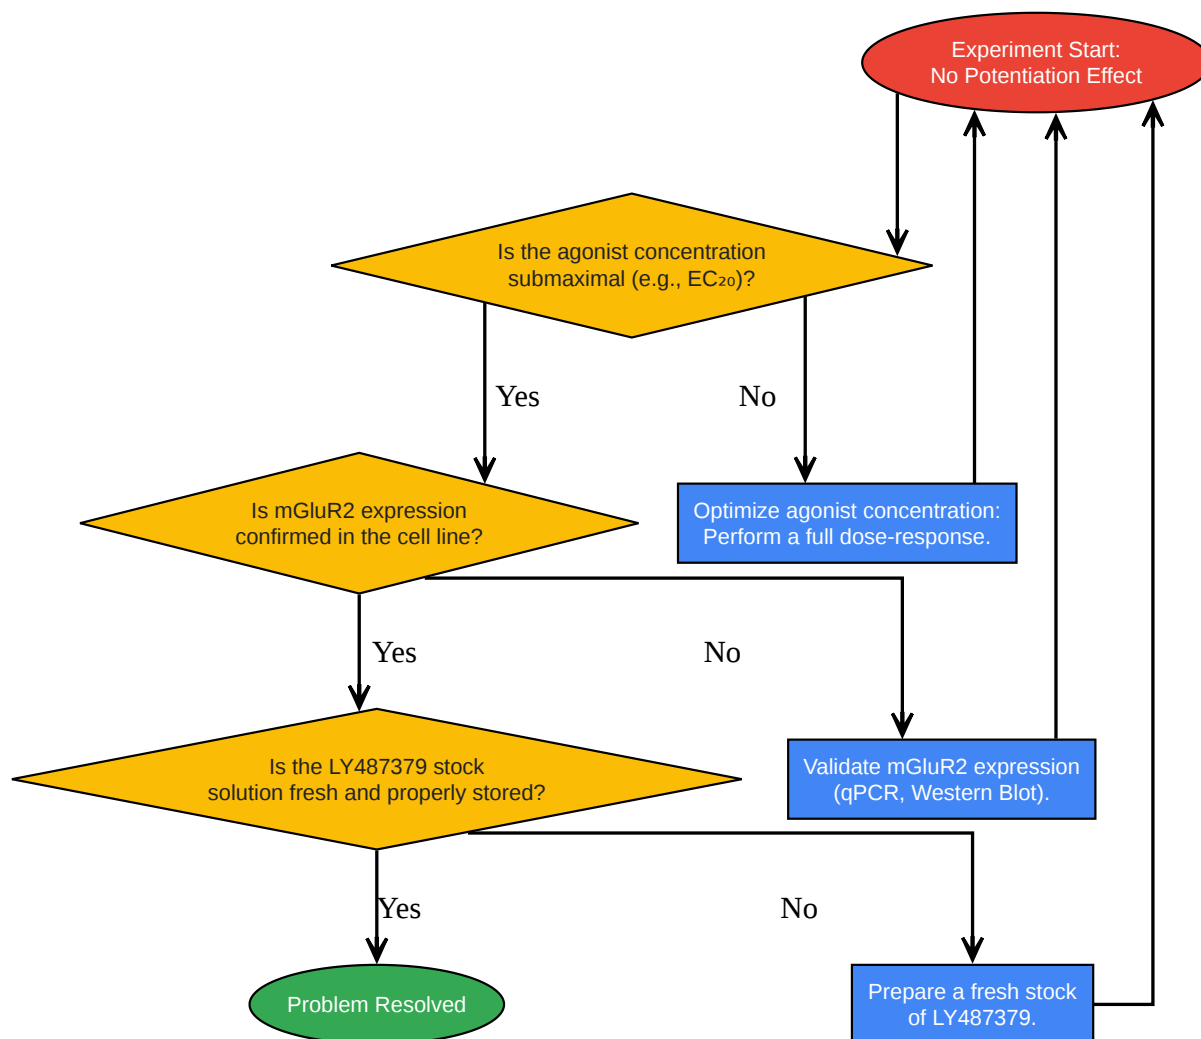 Experiment Start:
No Potentiation Effect
Is the agonist concentration
submaximal (e.g., EC₂₀)?
Yes
No
Is mGluR2 expression
confirmed in the cell line?
Optimize agonist concentration:
Perform a full dose-response.
Yes
No
Is the LY487379 stock
solution fresh and properly stored?
Validate mGluR2 expression
(qPCR, Western Blot).
Yes
No
Problem Resolved
Prepare a fresh stock
of LY487379.